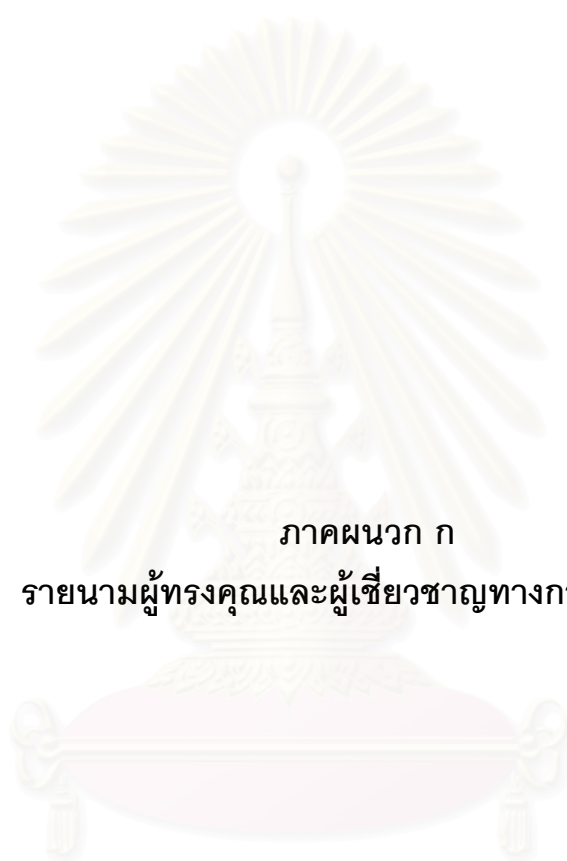 ภาคผนวก ก
รายนามผู้ทรงคุณและผู้เชี่ยวชาญทาง